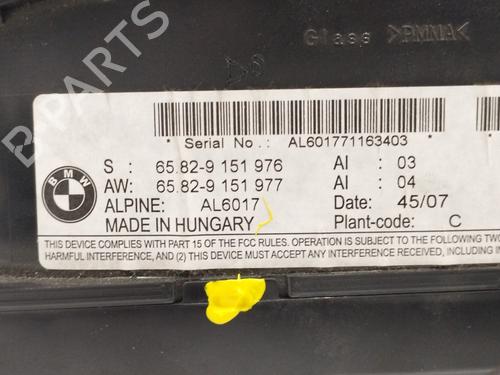 Glass >PMNA<
* Serial No.: AL601771163403 *
S : 65.82-9 151 976 AI : 03
AW: 65.82-9 151 977 AI : 04
ALPINE: AL6017 Date: 45/07
MADE IN HUNGARY Plant-code: C
THIS DEVICE COMPLIES WITH PART 15 OF THE FCC RULES. OPERATION IS SUBJECT TO THE FOLLOWING
HARMFUL INTERFERENCE, AND (2) THIS DEVICE MUST ACCEPT ANY INTERFERENCE RECEIVED, INCLUDING IN
BMW
B-PARTS